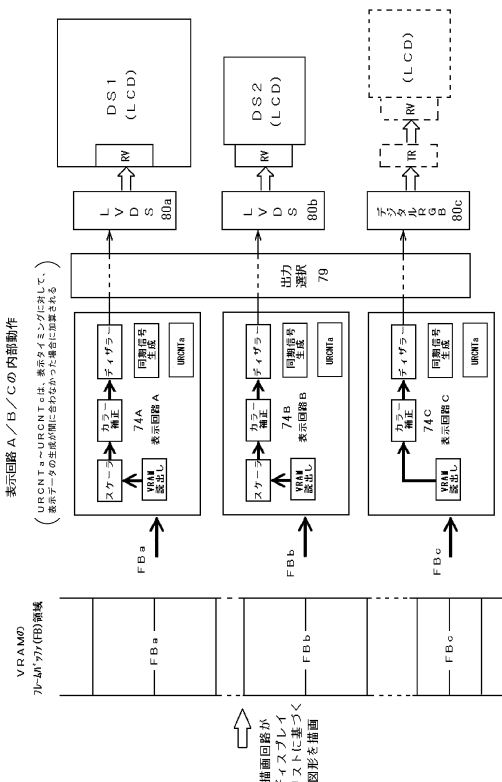 表示回路A/B/Cの内部動作
(URCNTa~URCNTcは、表示タイミングに対して、
表示データの生成が間に合わなかった場合に加算される)
VRAMの
フレームバッファ(FB)領域
FBa
FBb
FBc
描画回路が
ディスプレイ
リストに基づく
図形を描画
FBa
スケーラ
カラー
補正
ディザラー
VRAM
読出し
74A
表示回路A
同期信号
生成
URCNTa
FBb
スケーラ
カラー
補正
ディザラー
VRAM
読出し
74B
表示回路B
同期信号
生成
URCNTa
FBc
カラー
補正
ディザラー
VRAM
読出し
74C
表示回路C
同期信号
生成
URCNTa
出力
選択
79
LVDS
80a
LVDS
80b
デジタルRGB
80c
RV
DS1
(LCD)
RV
DS2
(LCD)
TR
RV
(LCD)